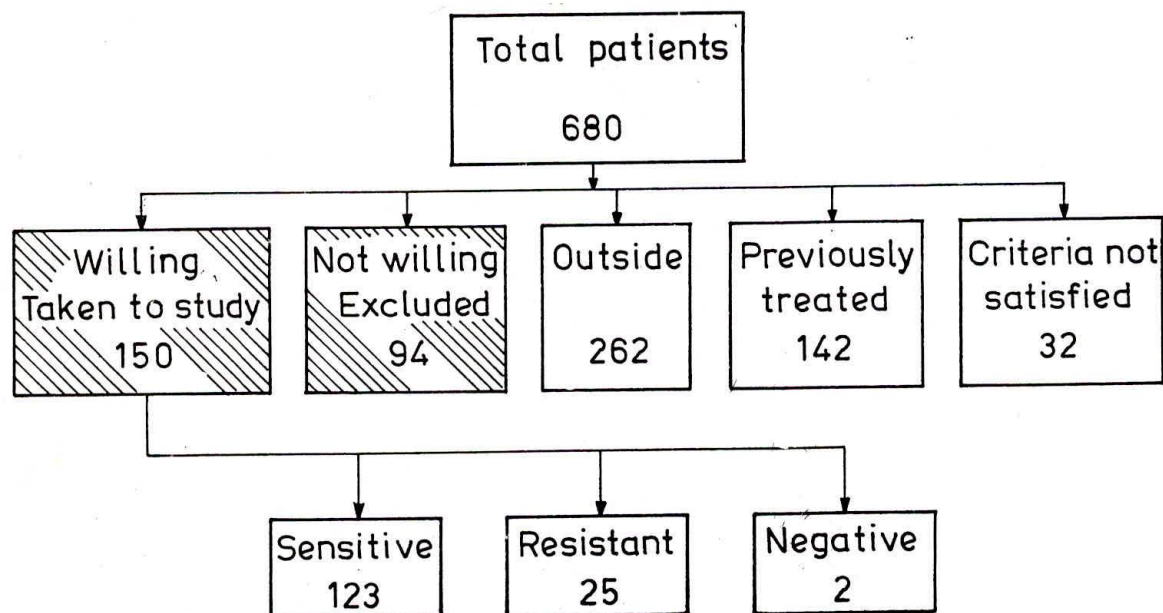 Total patients
680
Willing
Taken to study
150
Not willing
Excluded
94
Outside
262
Previously
treated
142
Criteria not
satisfied
32
Sensitive
123
Resistant
25
Negative
2